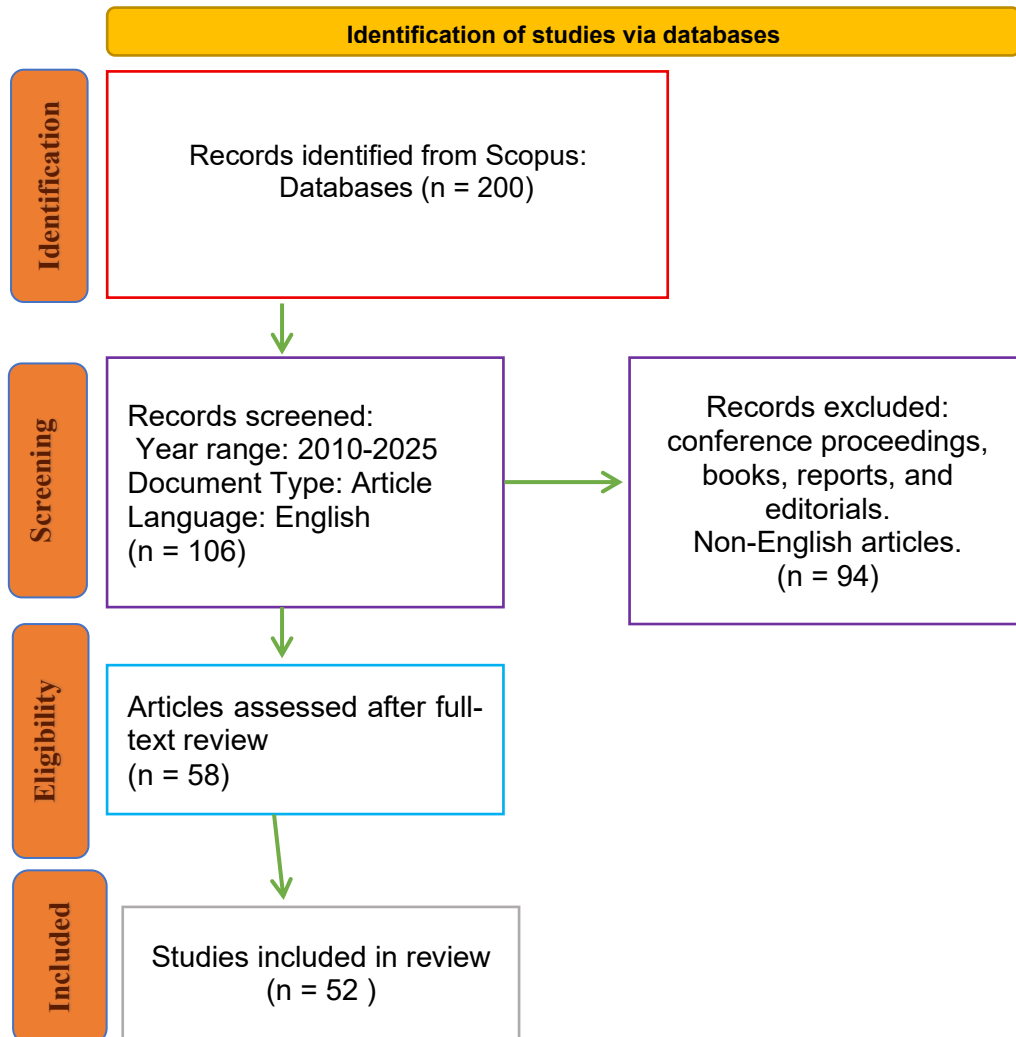 Identification of studies via databases
Identification
Records identified from Scopus:
Databases (n = 200)
Screening
Records screened:
Year range: 2010-2025
Document Type: Article
Language: English
(n = 106)
Records excluded:
conference proceedings,
books, reports, and
editorials.
Non-English articles.
(n = 94)
Eligibility
Articles assessed after full-
text review
(n = 58)
Included
Studies included in review
(n = 52 )